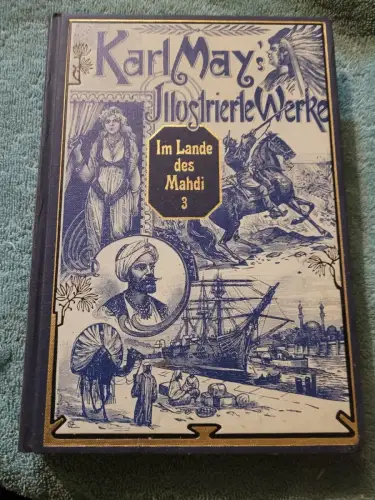 Karl May's
Illustrierte Werke
Im Lande
des
Mahdi
3